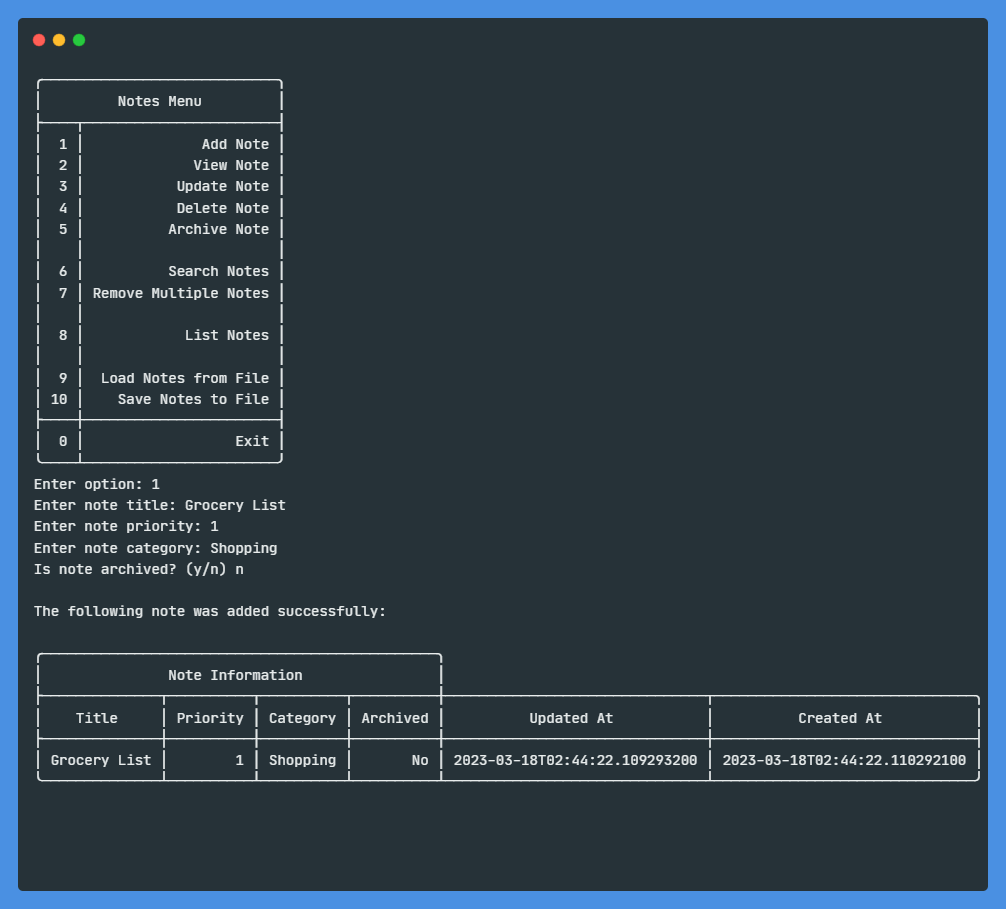 Notes Menu
1 Add Note
2 View Note
3 Update Note
4 Delete Note
5 Archive Note
6 Search Notes
7 Remove Multiple Notes
8 List Notes
9 Load Notes from File
10 Save Notes to File
0 Exit
Enter option: 1
Enter note title: Grocery List
Enter note priority: 1
Enter note category: Shopping
Is note archived? (y/n) n
The following note was added successfully:
Note Information
Title Priority Category Archived Updated At Created At
Grocery List 1 Shopping No 2023-03-18T02:44:22.109293200 2023-03-18T02:44:22.110292100